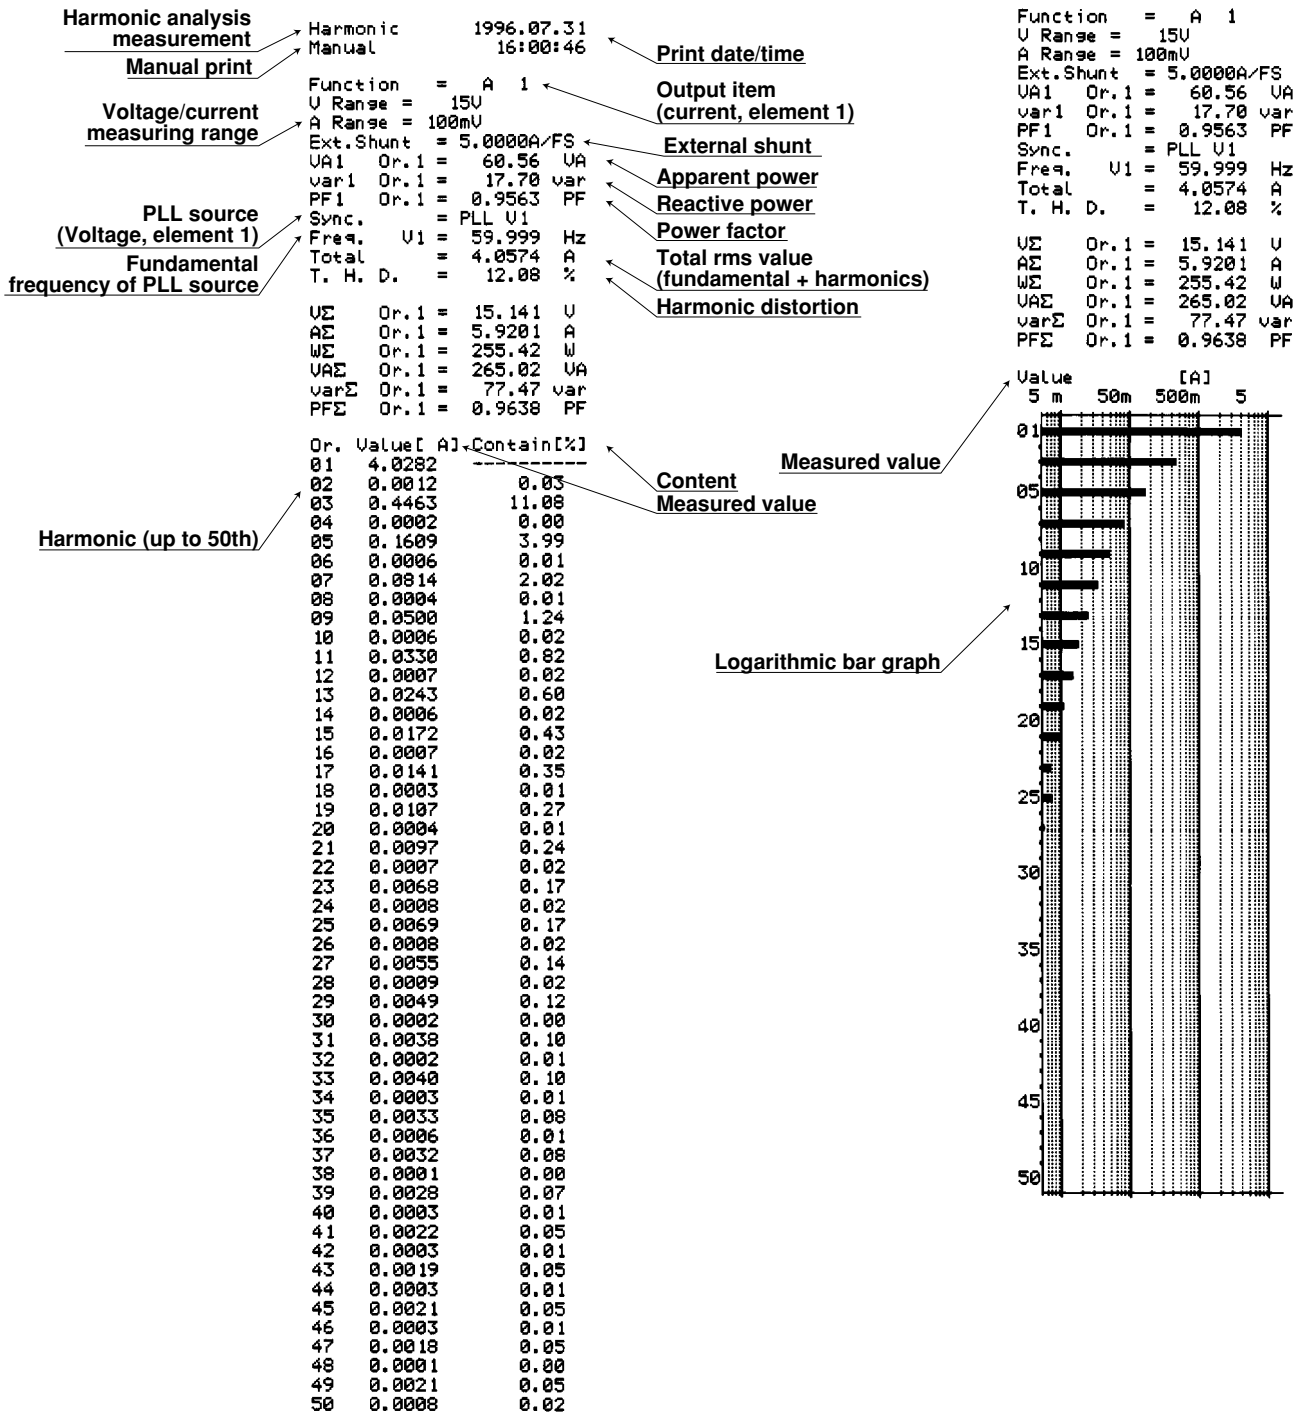 Harmonic analysis
measurement
Manual print
Voltage/current
measuring range
PLL source
(Voltage, element 1)
Fundamental
frequency of PLL source
Harmonic (up to 50th)
Harmonic 1996.07.31
Manual 16:00:46
Function = A 1
V Range = 15V
A Range = 100mV
Ext.Shunt = 5.0000A/FS
VA1 Or.1 = 60.56 VA
var1 Or.1 = 17.70 var
PF1 Or.1 = 0.9563 PF
Sync. = PLL V1
Freq. V1 = 59.999 Hz
Total = 4.0574 A
T. H. D. = 12.08 %
VΣ Or.1 = 15.141 V
AΣ Or.1 = 5.9201 A
WΣ Or.1 = 255.42 W
VAΣ Or.1 = 265.02 VA
varΣ Or.1 = 77.47 var
PFΣ Or.1 = 0.9638 PF
Or. Value[ A] Contain[%]
01 4.0282 ----------
02 0.0012 0.03
03 0.4463 11.08
04 0.0002 0.00
05 0.1609 3.99
06 0.0006 0.01
07 0.0814 2.02
08 0.0004 0.01
09 0.0500 1.24
10 0.0006 0.02
11 0.0330 0.82
12 0.0007 0.02
13 0.0243 0.60
14 0.0006 0.02
15 0.0172 0.43
16 0.0007 0.02
17 0.0141 0.35
18 0.0003 0.01
19 0.0107 0.27
20 0.0004 0.01
21 0.0097 0.24
22 0.0007 0.02
23 0.0068 0.17
24 0.0008 0.02
25 0.0069 0.17
26 0.0008 0.02
27 0.0055 0.14
28 0.0009 0.02
29 0.0049 0.12
30 0.0002 0.00
31 0.0038 0.10
32 0.0002 0.01
33 0.0040 0.10
34 0.0003 0.01
35 0.0033 0.08
36 0.0006 0.01
37 0.0032 0.08
38 0.0001 0.00
39 0.0028 0.07
40 0.0003 0.01
41 0.0022 0.05
42 0.0003 0.01
43 0.0019 0.05
44 0.0003 0.01
45 0.0021 0.05
46 0.0003 0.01
47 0.0018 0.05
48 0.0001 0.00
49 0.0021 0.05
50 0.0008 0.02
Print date/time
Output item
(current, element 1)
External shunt
Apparent power
Reactive power
Power factor
Total rms value
(fundamental + harmonics)
Harmonic distortion
Content
Measured value
Measured value
Logarithmic bar graph
Function = A 1
V Range = 15V
A Range = 100mV
Ext.Shunt = 5.0000A/FS
VA1 Or.1 = 60.56 VA
var1 Or.1 = 17.70 var
PF1 Or.1 = 0.9563 PF
Sync. = PLL V1
Freq. V1 = 59.999 Hz
Total = 4.0574 A
T. H. D. = 12.08 %
VΣ Or.1 = 15.141 V
AΣ Or.1 = 5.9201 A
WΣ Or.1 = 255.42 W
VAΣ Or.1 = 265.02 VA
varΣ Or.1 = 77.47 var
PFΣ Or.1 = 0.9638 PF
Value [A]
5 m 50m 500m 5
01
05
10
15
20
25
30
35
40
45
50